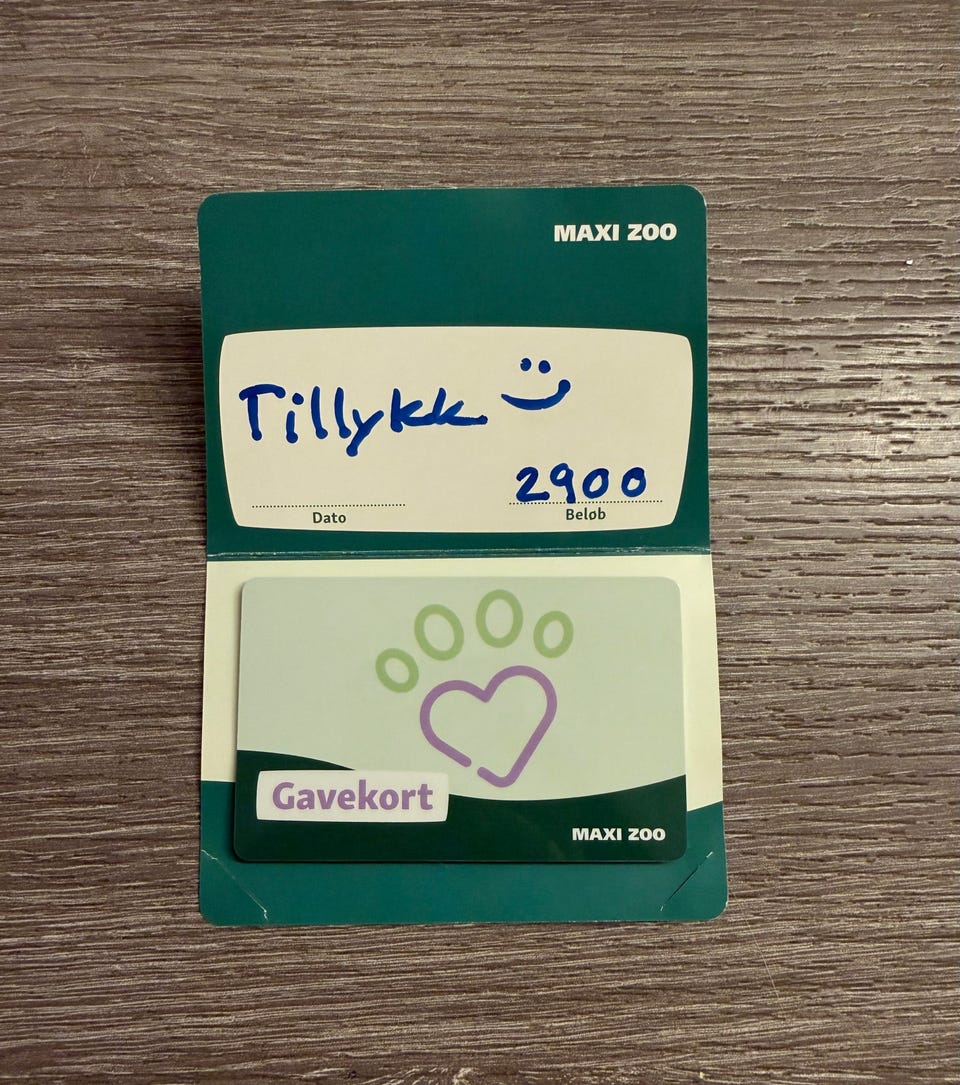 MAXI ZOO
Tillykk
2900
Dato Beløb
Gavekort
MAXI ZOO